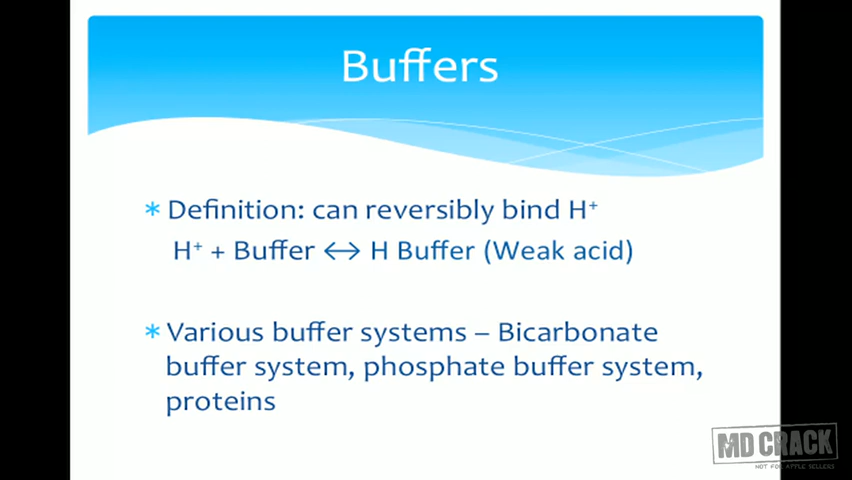 Buffers
* Definition: can reversibly bind H⁺
H⁺ + Buffer ↔ H Buffer (Weak acid)
* Various buffer systems – Bicarbonate
buffer system, phosphate buffer system,
proteins
MD CRACK
NOT FOR APPLE SELLERS